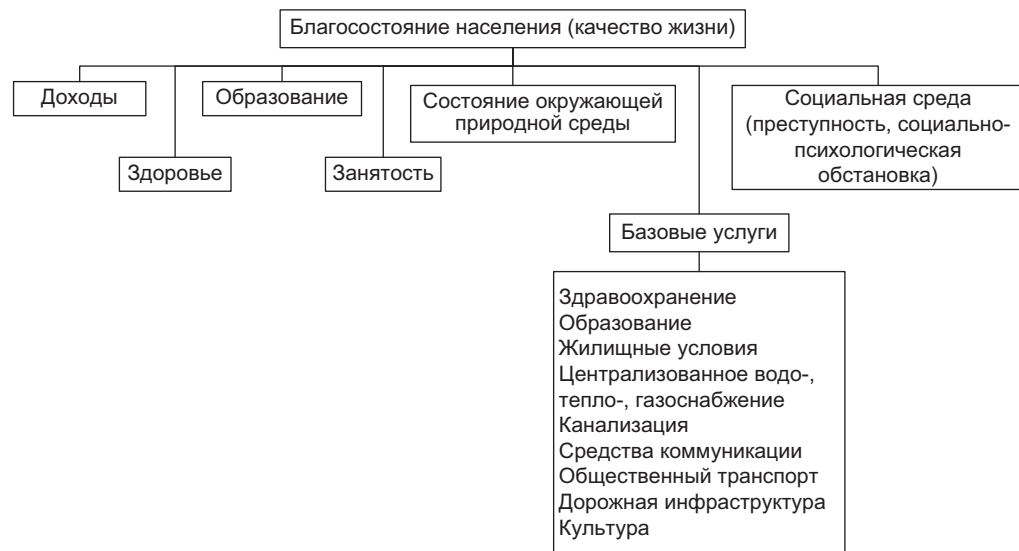 Благосостояние населения (качество жизни)
Доходы
Образование
Состояние окружающей
природной среды
Социальная среда
(преступность, социально-
психологическая
обстановка)
Здоровье
Занятость
Базовые услуги
Здравоохранение
Образование
Жилищные условия
Централизованное водо-,
тепло-, газоснабжение
Канализация
Средства коммуникации
Общественный транспорт
Дорожная инфраструктура
Культура